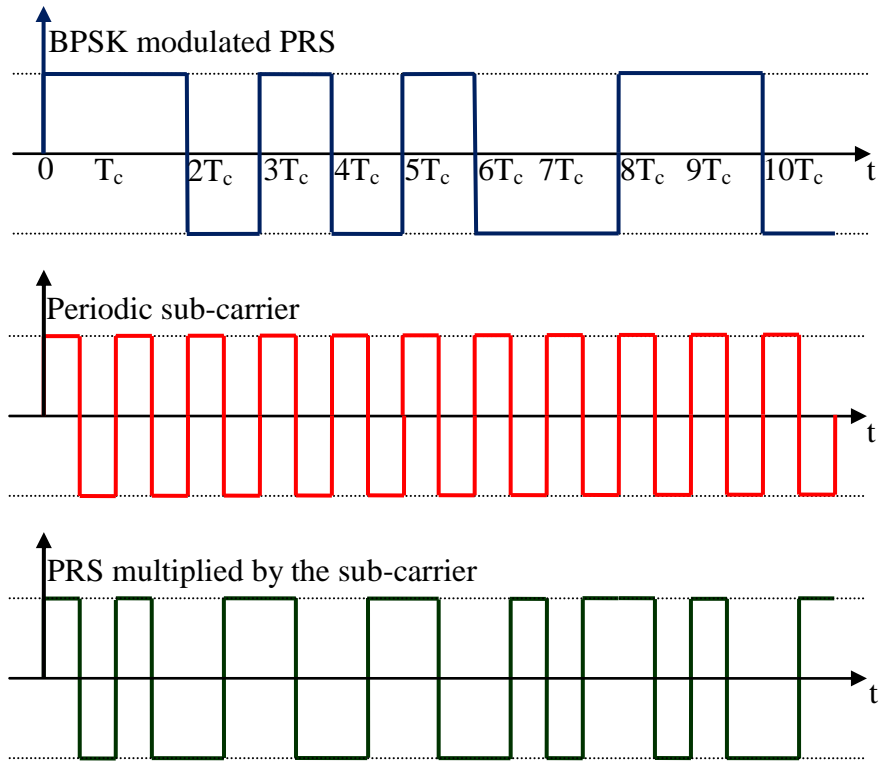 BPSK modulated PRS
0 Tc 2Tc 3Tc 4Tc 5Tc 6Tc 7Tc 8Tc 9Tc 10Tc t
Periodic sub-carrier
t
PRS multiplied by the sub-carrier
t